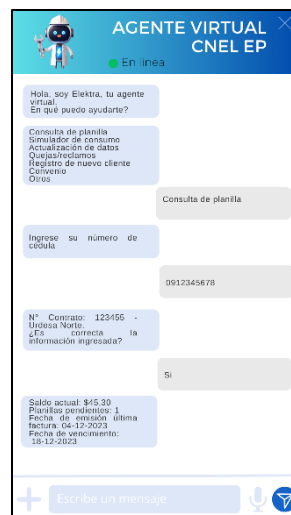 AGENTE VIRTUAL
CNEL EP
En linea
Hola, soy Elektra, tu agente
virtual.
En qué puedo ayudarte?
Consulta de planilla
Simulador de consumo
Actualización de datos
Quejas/reclamos
Registro de nuevo cliente
Convenio
Otros
Consulta de planilla
Ingrese su número de
cédula
0912345678
N° Contrato: 123455 -
Urdesa Norte.
¿Es correcta la
información ingresada?
Si
Saldo actual: $45,30
Planillas pendientes: 1
Fecha de emisión última
factura: 04-12-2023
Fecha de vencimiento:
18-12-2023
Escribe un mensaje